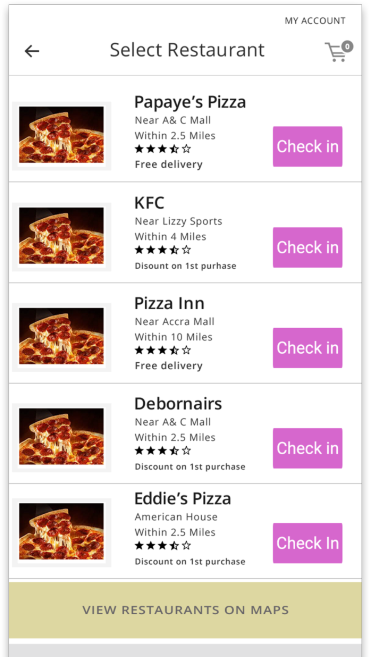 MY ACCOUNT
Select Restaurant
0
Papaye's Pizza
Near A& C Mall
Within 2.5 Miles
Free delivery
Check in
KFC
Near Lizzy Sports
Within 4 Miles
Disount on 1st purhase
Check in
Pizza Inn
Near Accra Mall
Within 10 Miles
Free delivery
Check in
Debornairs
Near A& C Mall
Within 2.5 Miles
Discount on 1st purchase
Check in
Eddie's Pizza
American House
Within 2.5 Miles
Discount on 1st purchase
Check In
VIEW RESTAURANTS ON MAPS